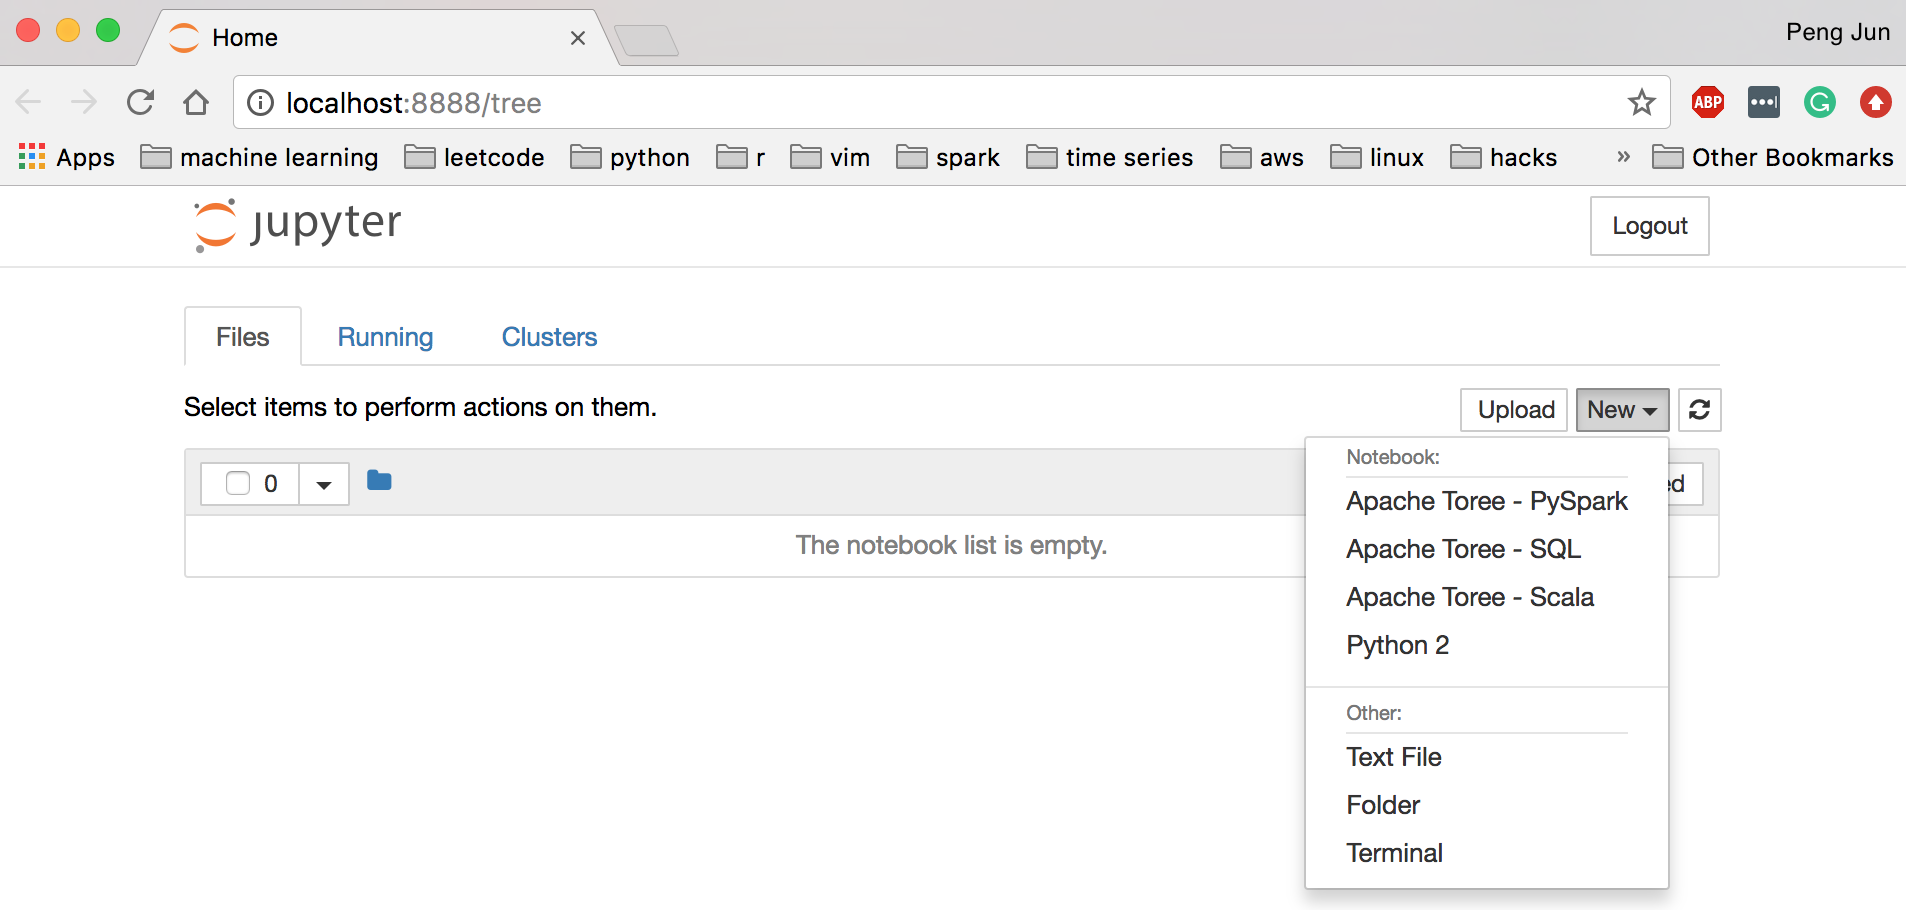 Home
Peng Jun
localhost:8888/tree
ABP
Apps machine learning leetcode python r vim spark time series aws linux hacks » Other Bookmarks
jupyter
Logout
Files Running Clusters
Select items to perform actions on them.
Upload New
0
Notebook:
Apache Toree - PySpark
Apache Toree - SQL
Apache Toree - Scala
Python 2
The notebook list is empty.
Other:
Text File
Folder
Terminal